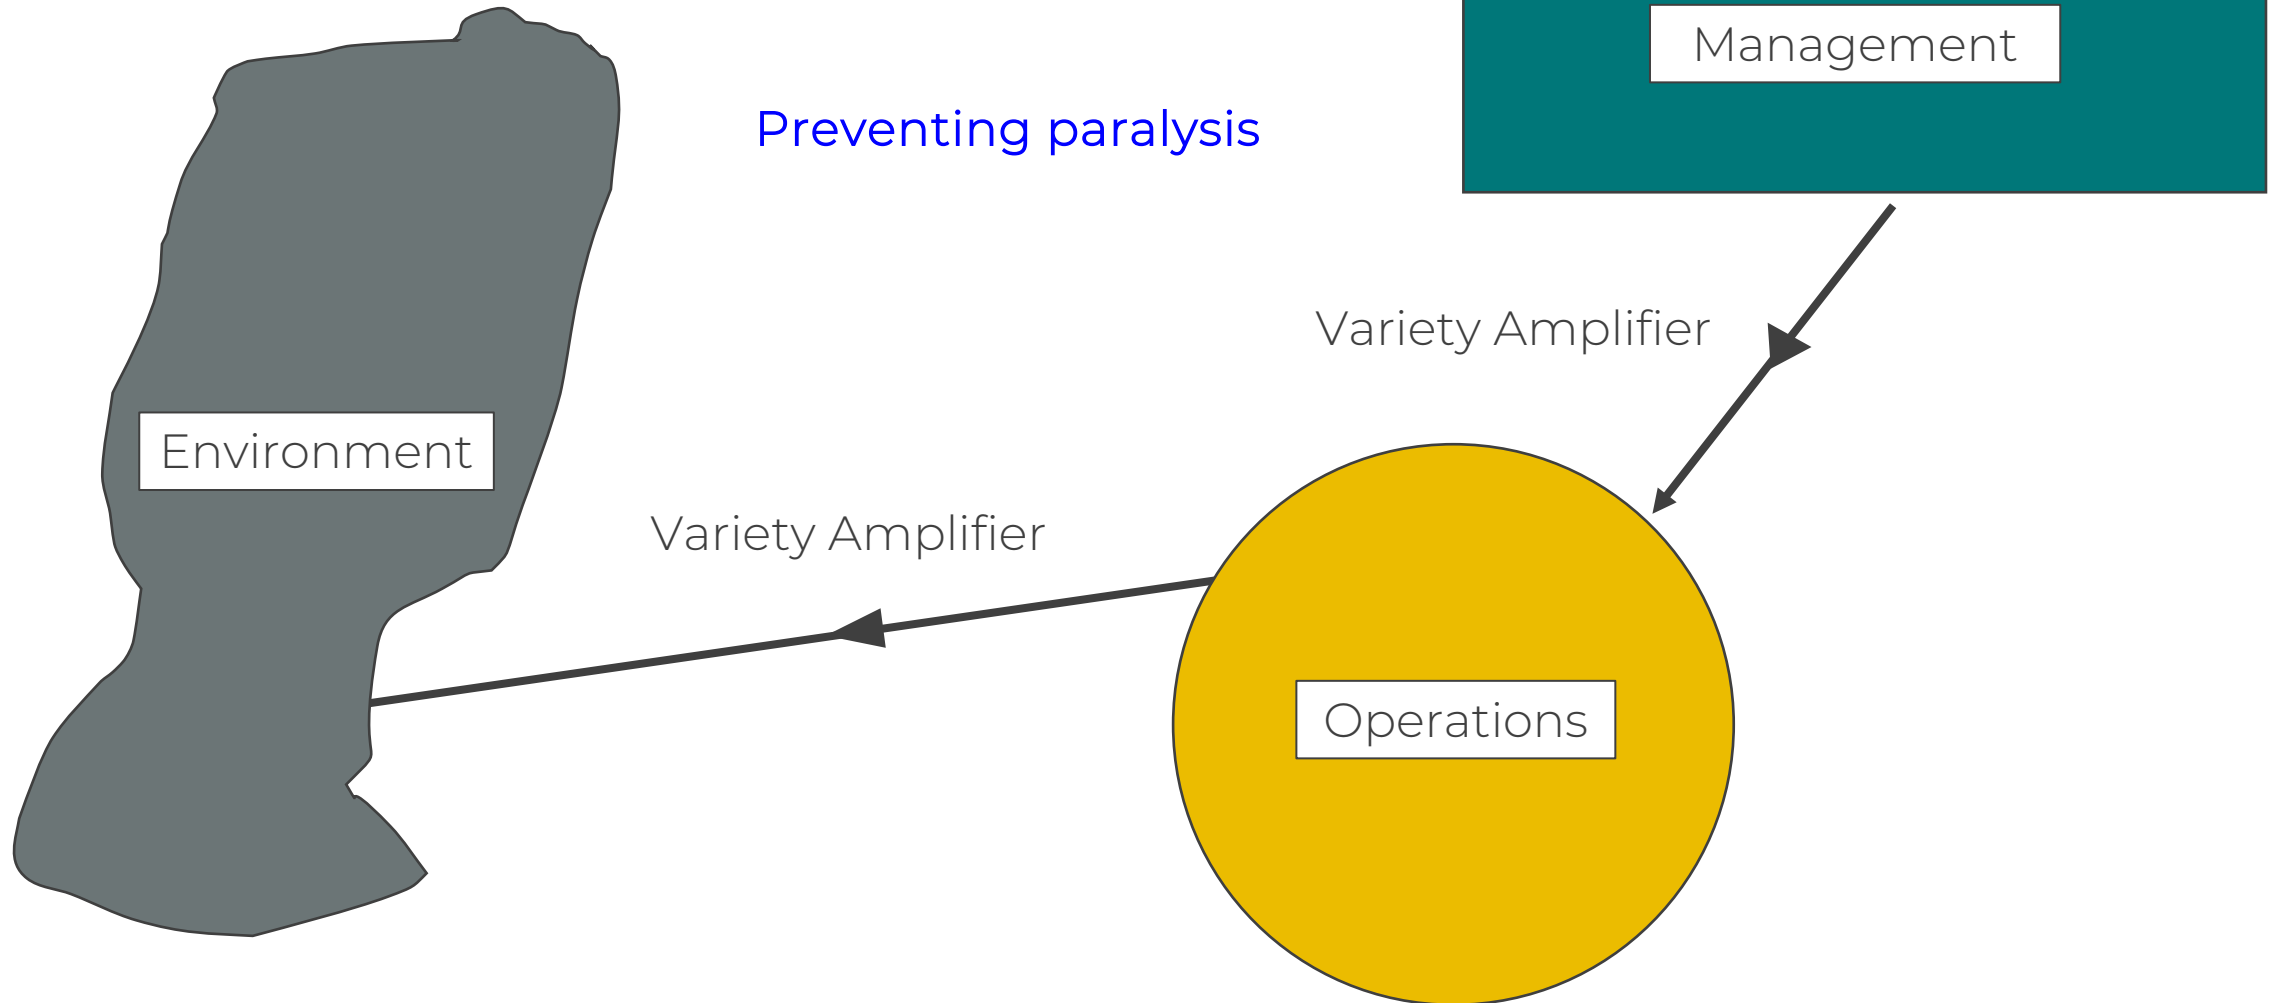 Management
Preventing paralysis
Variety Amplifier
Environment
Variety Amplifier
Operations